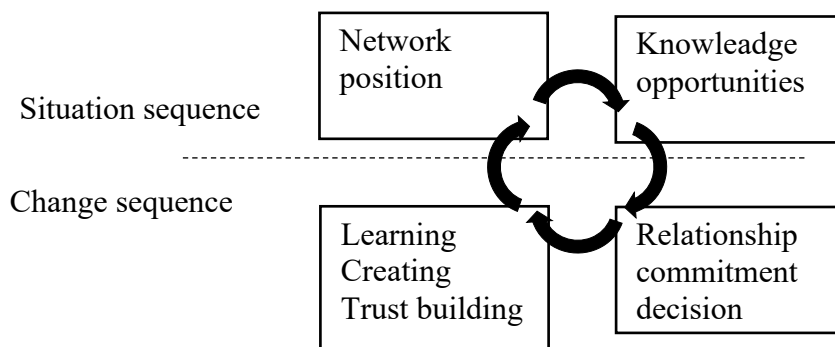 Network
position
Knowleadge
opportunities
Situation sequence
Change sequence
Learning
Creating
Trust building
Relationship
commitment
decision